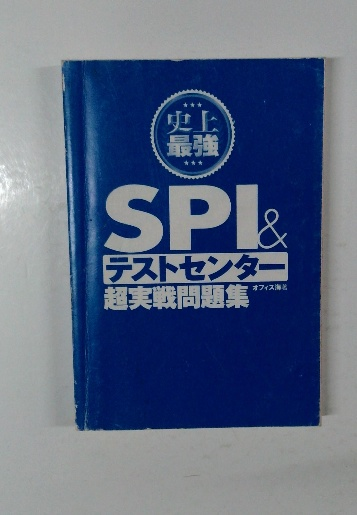 史上
最強
SPI&
テストセンター
超実戦問題集
オフィス海著